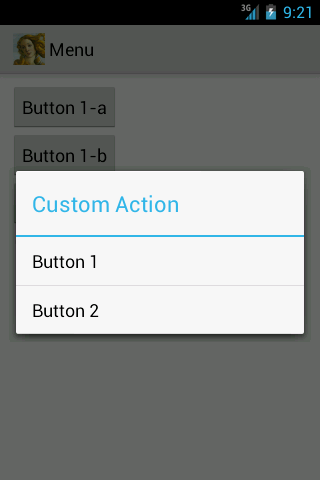 3G 9:21
Menu
Button 1-a
Button 1-b
Custom Action
Button 1
Button 2